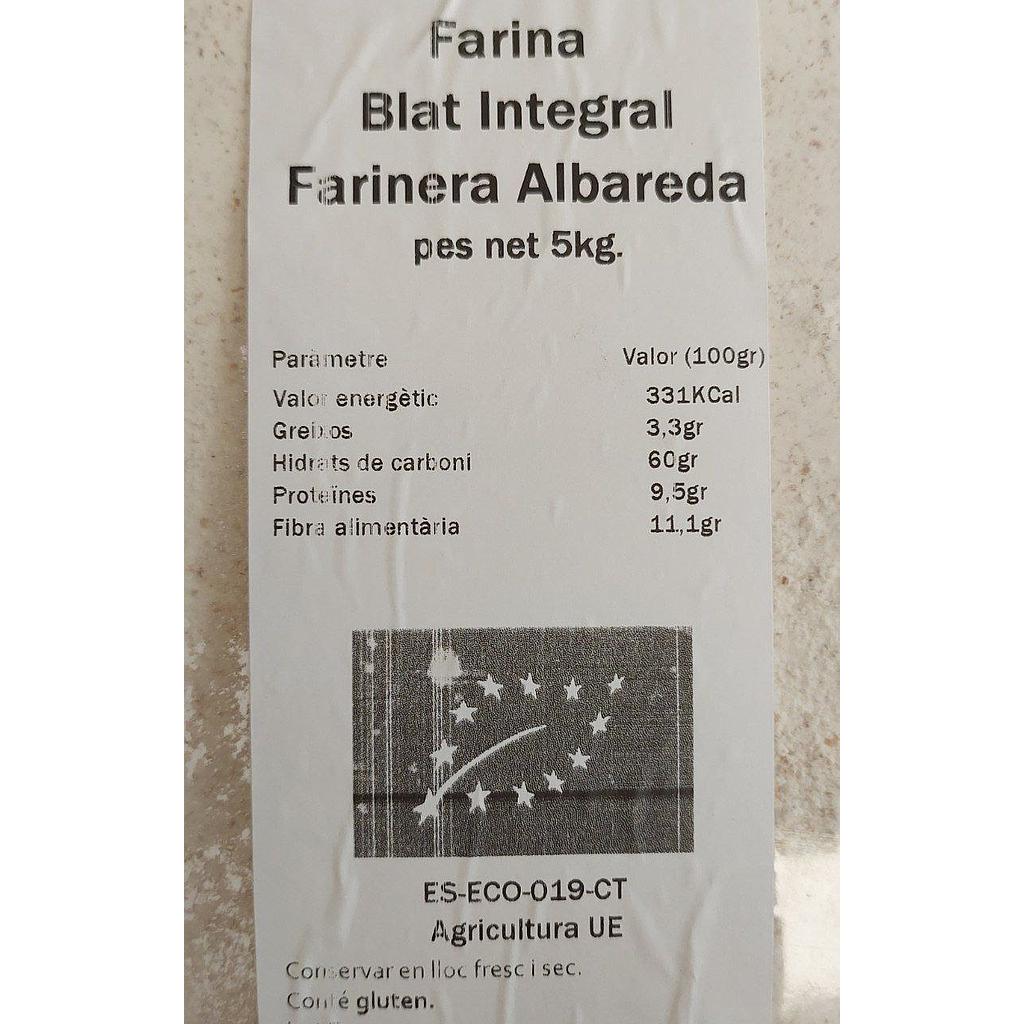 Farina
Blat Integral
Farinera Albareda
pes net 5kg.
Paràmetre Valor (100gr)
Valor energètic 331KCal
Greixos 3,3gr
Hidrats de carboni 60gr
Proteïnes 9,5gr
Fibra alimentària 11,1gr
ES-ECO-019-CT
Agricultura UE
Conservar en lloc fresc i sec.
Conté gluten.